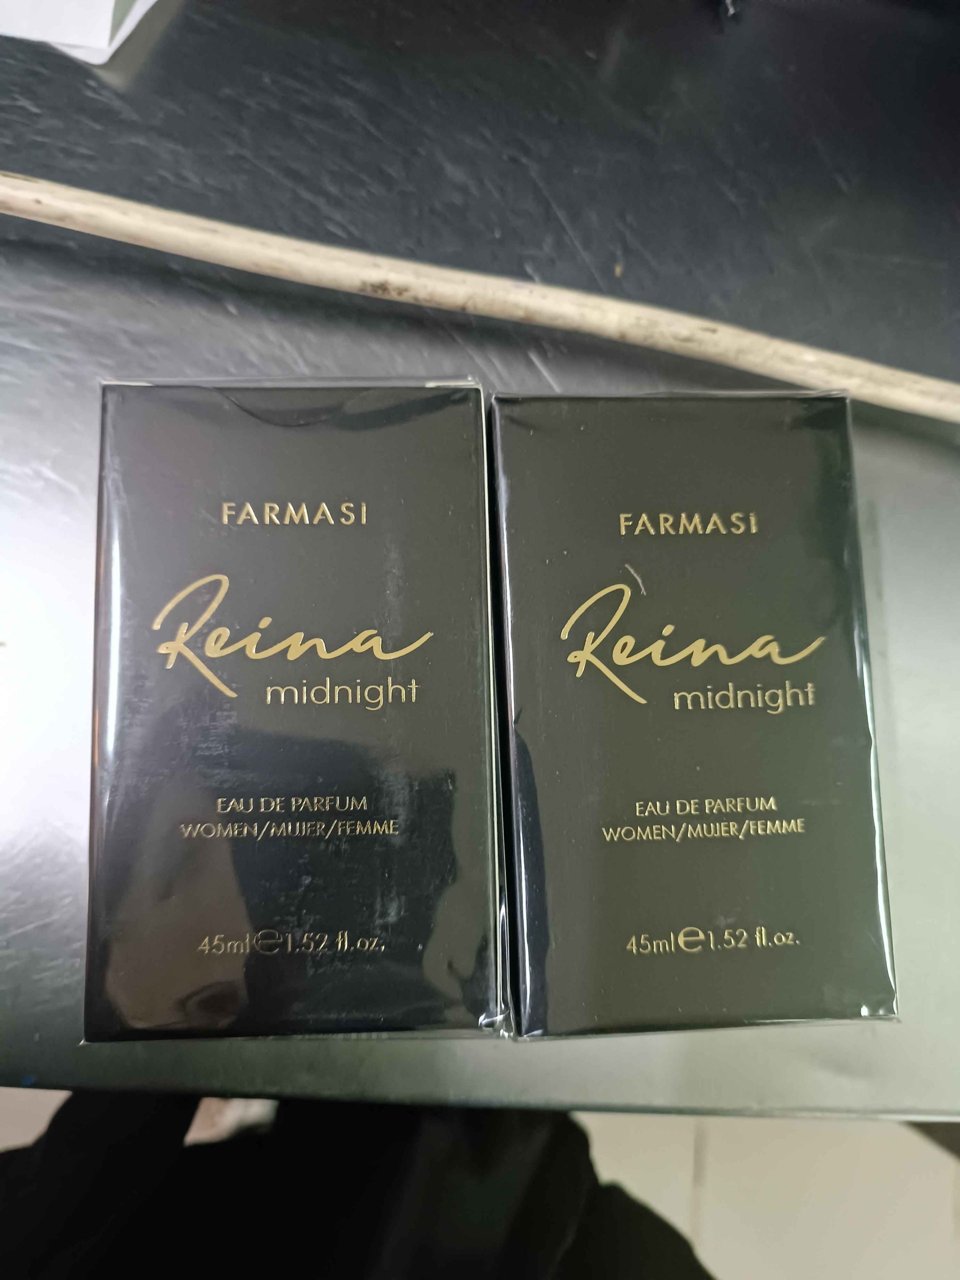 FARMASI
Reina
midnight
EAU DE PARFUM
WOMEN/MUJER/FEMME
45ml℮1.52 fl.oz.
FARMASi
Reina
midnight
EAU DE PARFUM
WOMEN/MUJER/FEMME
45ml℮1.52 fl.oz.